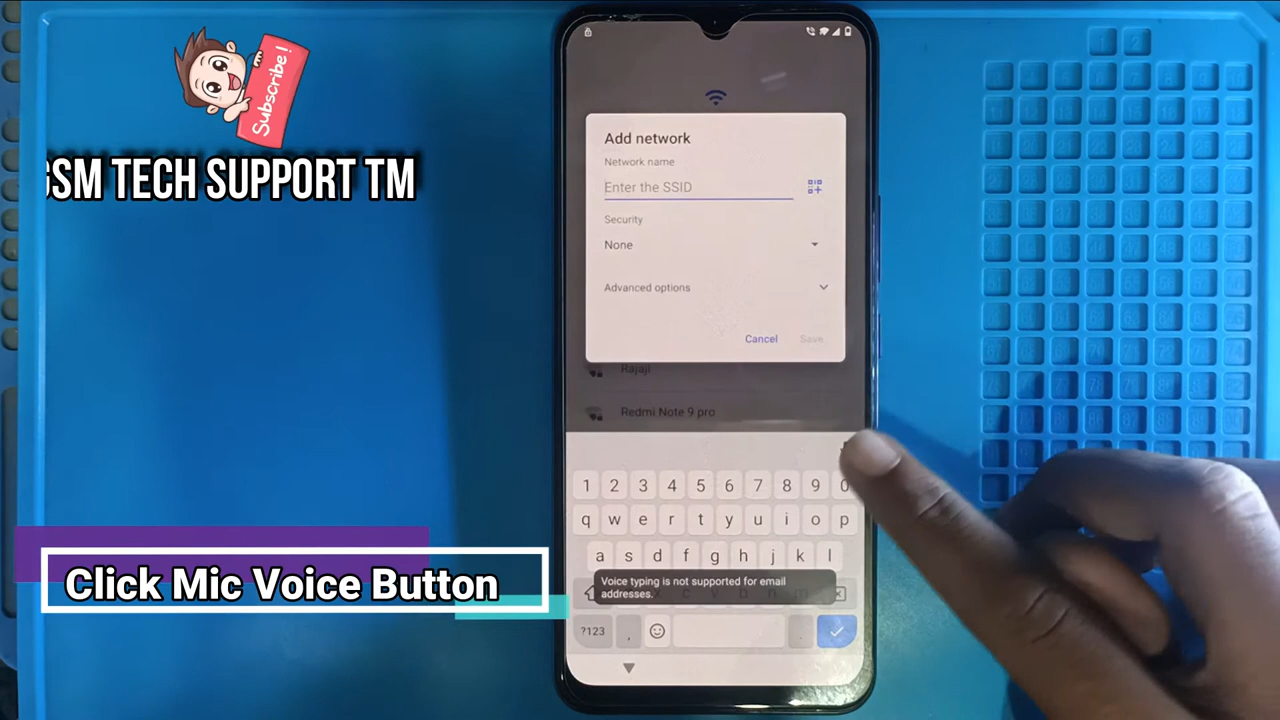 Subscribe!
GSM TECH SUPPORT TM
Add network
Network name
Enter the SSID
Security
None
Advanced options
Cancel Save
Rajaji
Redmi Note 9 pro
1 2 3 4 5 6 7 8 9 0
q w e r t y u i o p
a s d f g h j k l
Voice typing is not supported for email
addresses.
?123 , .
Click Mic Voice Button